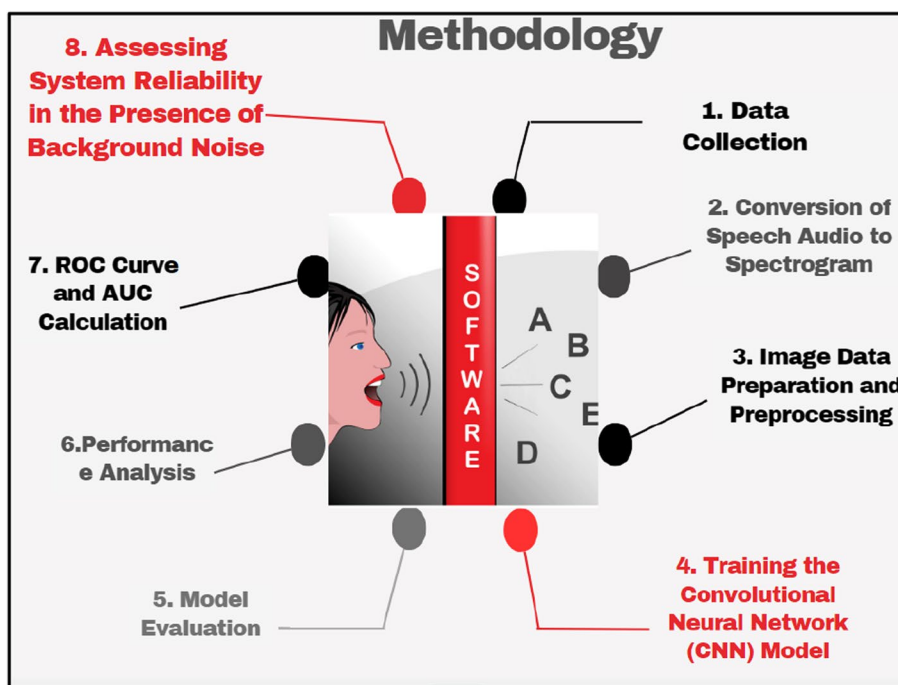 Methodology
1. Data
Collection
2. Conversion of
Speech Audio to
Spectrogram
3. Image Data
Preparation and
Preprocessing
4. Training the
Convolutional
Neural Network
(CNN) Model
5. Model
Evaluation
6.Performanc
e Analysis
7. ROC Curve
and AUC
Calculation
8. Assessing
System Reliability
in the Presence of
Background Noise
SOFTWARE
A
B
C
E
D